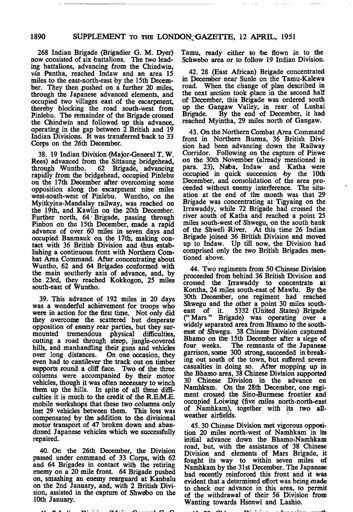 1890 SUPPLEMENT TO THE LONDON GAZETTE, 12 APRIL, 1951
268 Indian Brigade (Brigadier G. M. Dyer)
now consisted of six battalions. The two lead-
ing battalions, advancing from the Chindwin,
via Pantha, reached Indaw and an area 15
miles to the east-north-east by the 15th Decem-
ber. They then pushed on a further 20 miles,
through the Japanese advanced elements, and
occupied two villages east of the escarpment,
thereby blocking the road south-west from
Pinlebu. The remainder of the Brigade crossed
the Chindwin and followed up this advance,
operating in the gap between 2 British and 19
Indian Divisions. It was transferred back to 33
Corps on the 26th December.
38. 19 Indian Division (Major-General T. W.
Rees) advanced from the Sittaung bridgehead,
through Wuntho. 62 Brigade, advancing
rapidly from the bridgehead, occupied Pinlebu
on the 17th December after overcoming some
opposition along the escarpment nine miles
west-south-west of Pinlebu. Wuntho, on the
Myitkyina-Mandalay railway, was reached on
the 19th, and Kawlin on the 20th December.
Further north, 64 Brigade, passing through
Pinbon on the 15th December, made a rapid
advance of over 60 miles in seven days and
occupied Banmauk on the 17th, making con-
tact with 36 British Division and thus estab-
lishing a continuous front with Northern Com-
bat Area Command. After concentrating about
Wuntho, 62 and 64 Brigades conformed with
the main southerly axis of advance, and, by
the 23rd, they reached Kokkogon, 25 miles
south-east of Wuntho.
39. This advance of 192 miles in 20 days
was a wonderful achievement for troops who
were in action for the first time. Not only did
they overcome the scattered but desperate
opposition of enemy rear parties, but they sur-
mounted tremendous physical difficulties,
cutting a road through steep, jungle-covered
hills, and manhandling their guns and vehicles
over long distances. On one occasion, they
even had to cantilever the track out on timber
supports round a cliff face. Two of the three
columns were accompanied by their motor
vehicles, though it was often necessary to winch
them up the hills. In spite of all these diffi-
culties it is much to the credit of the R.E.M.E.
mobile workshops that these two columns only
lost 29 vehicles between them. This loss was
compensated by the addition to the divisional
motor transport of 47 broken down and aban-
doned Japanese vehicles which we successfully
repaired.
40. On the 26th December, the Division
passed under command of 33 Corps, with 62
and 64 Brigades in contact with the retiring
enemy on a 20 mile front. 64 Brigade pushed
on, smashing an enemy rearguard at Kanbalu
on the 2nd January, and, with 2 British Divi-
sion, assisted in the capture of Shwebo on the
10th January.
Tamu, ready either to be flown in to the
Schwebo area or to follow 19 Indian Division.
42. 28 (East African) Brigade concentrated
in December near Sunle on the Tamu-Kalewa
road. When the change of plan described in
the next section took place in the second half
of December, this Brigade was ordered south
up the Gangaw Valley, in rear of Lushai
Brigade. By the end of December, it had
reached Myintha, 29 miles north of Gangaw.
43. On the Northern Combat Area Command
front in Northern Burma, 36 British Divi-
sion had been advancing down the Railway
Corridor. Following on the capture of Pinwe
on the 30th November (already mentioned in
para. 23), Naba, Indaw and Katha were
occupied in quick succession by the 10th
December, and consolidation of the area pro-
ceeded without enemy interference. The situ-
ation at the end of the month was that 29
Brigade was concentrating at Tigyaing on the
Irrawaddy, while 72 Brigade had crossed the
river south of Katha and reached a point 25
miles south-west of Shwegu, on the south bank
of the Shweli River. At this time 26 Indian
Brigade joined 36 British Division and moved
up to Indaw. Up till now, the Division had
comprised only the two British Brigades men-
tioned above.
44. Two regiments from 50 Chinese Division
proceeded from behind 36 British Division and
crossed the Irrawaddy to concentrate at
Kontha, 24 miles south-east of Mawlu. By the
30th December, one regiment had reached
Shwegu and the other a point 30 miles south-
east of it. 5332 (United States) Brigade
("Mars" Brigade) was operating over a
widely separated area from Bhamo to the south-
east of Shwegu. 38 Chinese Division captured
Bhamo on the 15th December after a siege of
four weeks. The remnants of the Japanese
garrison, some 300 strong, succeeded in break-
ing out south of the town, but suffered severe
casualties in doing so. After mopping up in
the Bhamo area, 38 Chinese Division supported
30 Chinese Division in the advance on
Namhkam. On the 28th December, one regi-
ment crossed the Sino-Burmese frontier and
occupied Loiwing (five miles north-north-east
of Namhkam), together with its two all-
weather airfields.
45. 30 Chinese Division met vigorous opposi-
tion 20 miles north-west of Namhkam in its
initial advance down the Bhamo-Namhkam
road, but, with the assistance of 38 Chinese
Division and elements of Mars Brigade, it
fought its way to within seven miles of
Namhkam by the 31st December. The Japanese
had recently reinforced this front and it was
evident that a determined effort was being made
to check our advance in this area, to permit
of the withdrawal of their 56 Division from
Wanting towards Hsenwi and Lashio.